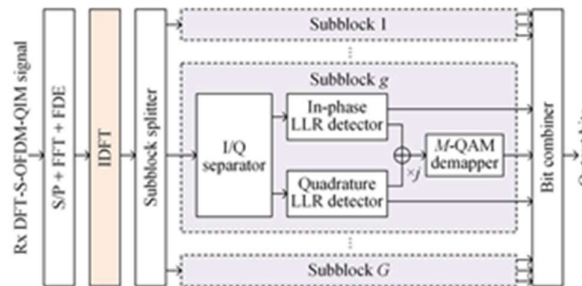 Rx DFT-S-OFDM-QIM signal
S/P + FFT + FDE
IDFT
Subblock splitter
Subblock 1
Subblock g
I/Q
separator
In-phase
LLR detector
Quadrature
LLR detector
×j
M-QAM
demapper
Subblock G
Bit combiner